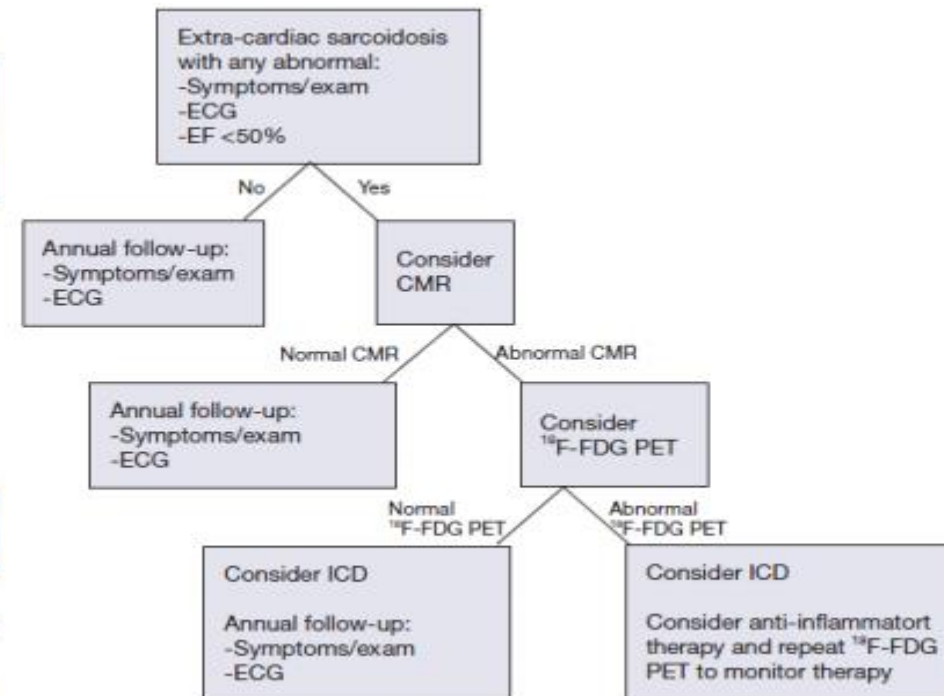 Extra-cardiac sarcoidosis
with any abnormal:
-Symptoms/exam
-ECG
-EF <50%
No
Yes
Annual follow-up:
-Symptoms/exam
-ECG
Consider
CMR
Normal CMR
Abnormal CMR
Annual follow-up:
-Symptoms/exam
-ECG
Consider
¹⁸F-FDG PET
Normal
¹⁸F-FDG PET
Abnormal
¹⁸F-FDG PET
Consider ICD
Annual follow-up:
-Symptoms/exam
-ECG
Consider ICD
Consider anti-inflammatort
therapy and repeat ¹⁸F-FDG
PET to monitor therapy